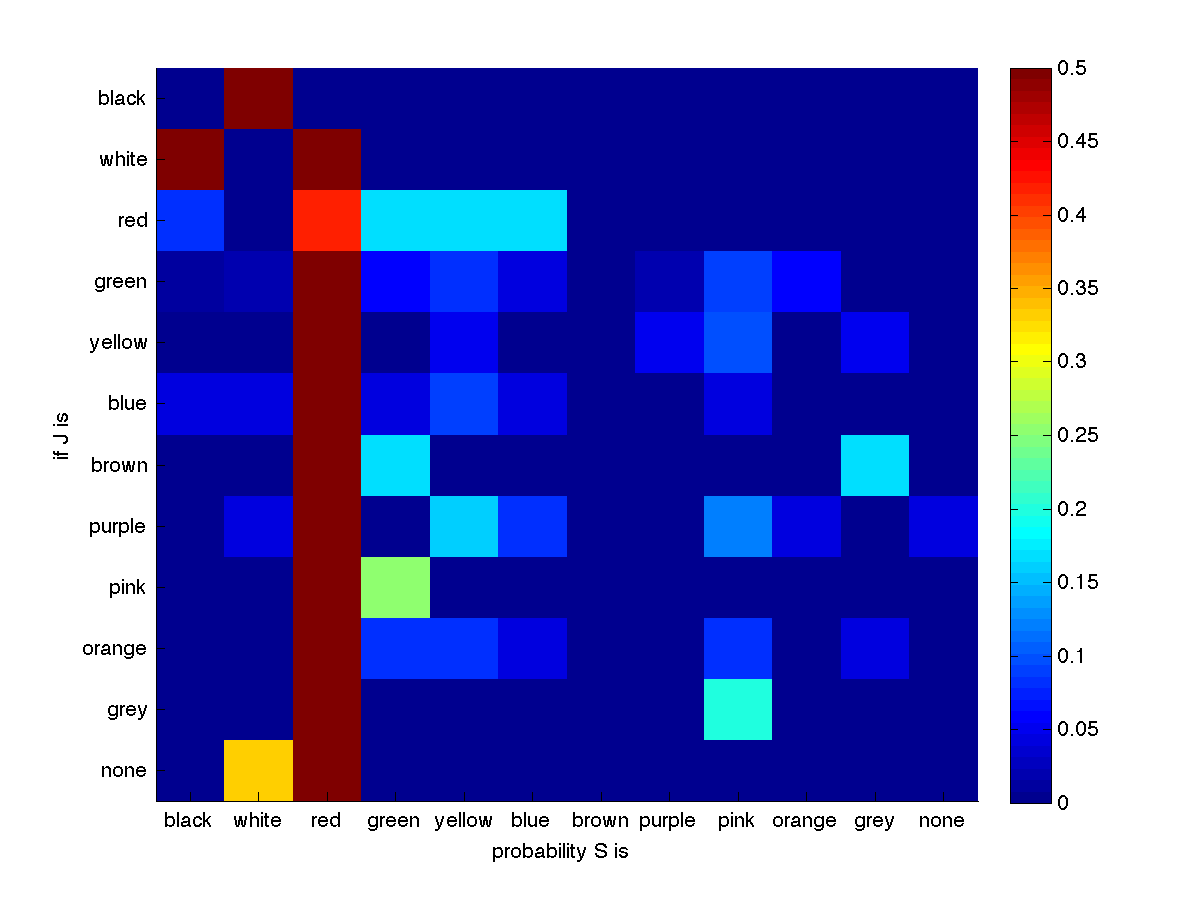 black
white
red
green
yellow
blue
brown
purple
pink
orange
grey
none
if J is
black white red green yellow blue brown purple pink orange grey none
probability S is
0.5
0.45
0.4
0.35
0.3
0.25
0.2
0.15
0.1
0.05
0